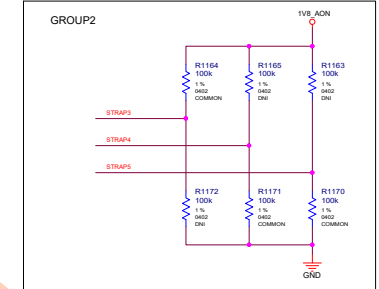 GROUP2
1V8_AON
R1164
100k
1 %
0402
COMMON
R1165
100k
1 %
0402
DNI
R1163
100k
1 %
0402
DNI
STRAP3
STRAP4
STRAP5
R1172
100k
1 %
0402
DNI
R1171
100k
1 %
0402
COMMON
R1170
100k
1 %
0402
COMMON
GND